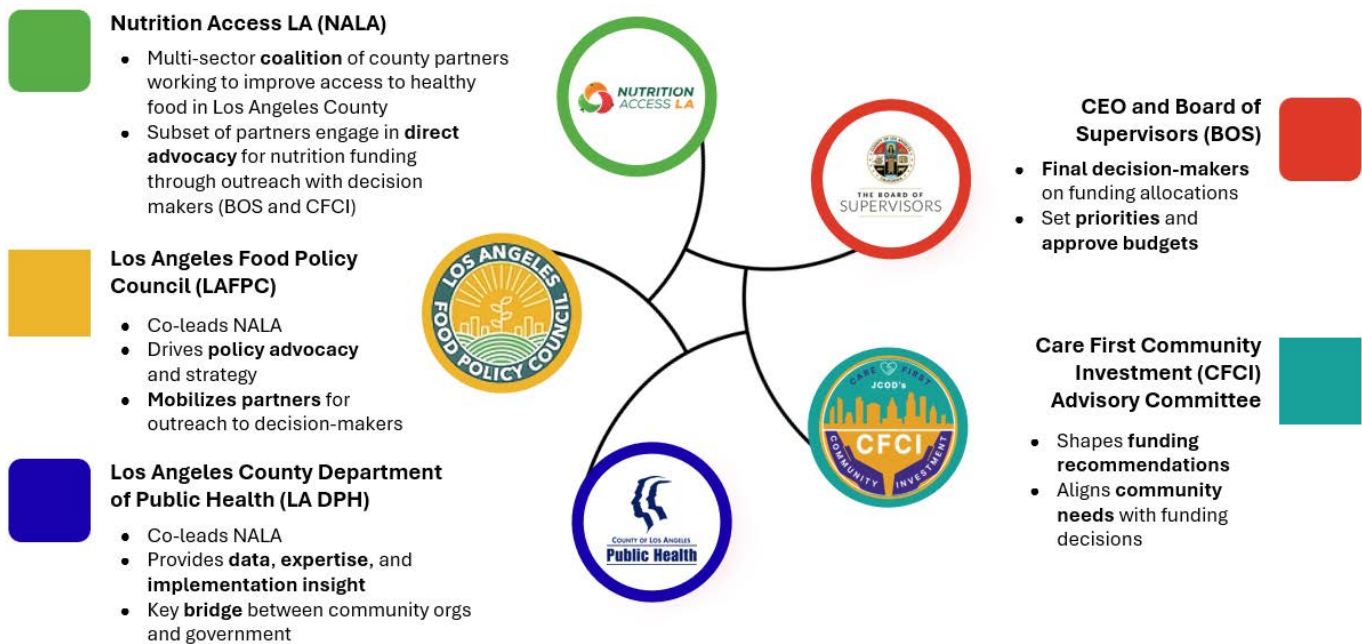 Nutrition Access LA (NALA)
● Multi-sector coalition of county partners
working to improve access to healthy
food in Los Angeles County
● Subset of partners engage in direct
advocacy for nutrition funding
through outreach with decision
makers (BOS and CFCI)
Los Angeles Food Policy
Council (LAFPC)
● Co-leads NALA
● Drives policy advocacy
and strategy
● Mobilizes partners for
outreach to decision-makers
Los Angeles County Department
of Public Health (LA DPH)
● Co-leads NALA
● Provides data, expertise, and
implementation insight
● Key bridge between community orgs
and government
NUTRITION
ACCESS LA
THE BOARD OF
SUPERVISORS
LOS ANGELES
FOOD POLICY COUNCIL
CARE FIRST
JCOD's
CFCI
COMMUNITY INVESTMENT
COUNTY OF LOS ANGELES
Public Health
CEO and Board of
Supervisors (BOS)
● Final decision-makers
on funding allocations
● Set priorities and
approve budgets
Care First Community
Investment (CFCI)
Advisory Committee
● Shapes funding
recommendations
● Aligns community
needs with funding
decisions